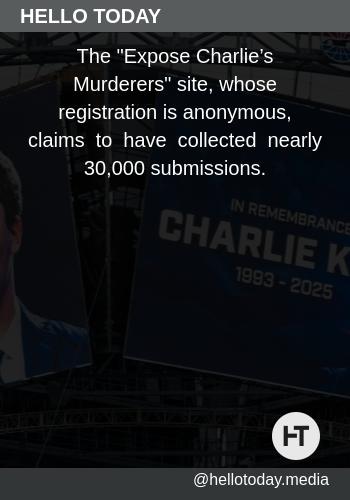 HELLO TODAY
The "Expose Charlie's
Murderers" site, whose
registration is anonymous,
claims to have collected nearly
30,000 submissions.
IN REMEMBRANCE
CHARLIE K
1993 - 2025
HT
@hellotoday.media